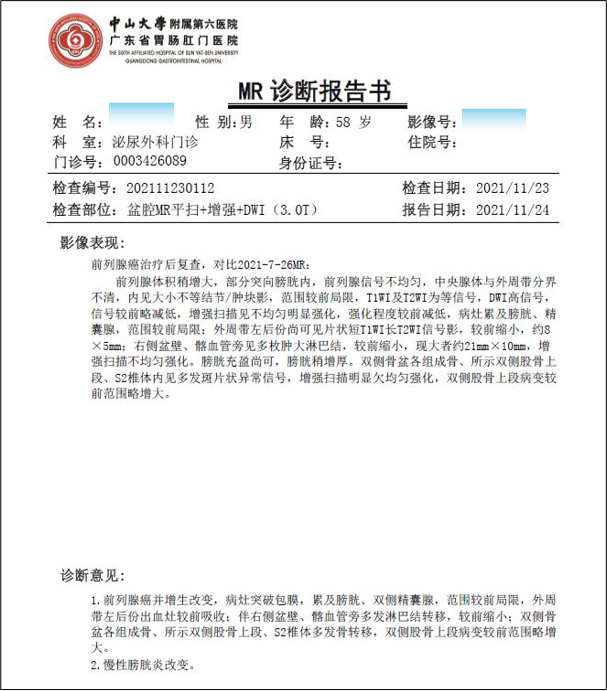 中山大學附属第六医院
广东省胃肠肛门医院
THE SIXTH AFFILIATED HOSPITAL OF SUN YAT-SEN UNIVERSITY
GUANGDONG GASTROINTESTINAL HOSPITAL
MR 诊断报告书
姓 名： 性 别:男 年 龄:58 岁 影像号:
科 室：泌尿外科门诊 床 号: 住院号:
门诊号：0003426089 身份证号：
检查编号：202111230112 检查日期：2021/11/23
检查部位：盆腔MR平扫+增强+DWI（3.0T） 报告日期：2021/11/24
影像表现:
前列腺癌治疗后复查，对比2021-7-26MR：
前列腺体积稍增大，部分突向膀胱内，前列腺信号不均匀，中央腺体与外周带分界
不清，内见大小不等结节/肿块影，范围较前局限，T1WI及T2WI为等信号，DWI高信号，
信号较前略减低，增强扫描见不均匀明显强化，强化程度较前减低，病灶累及膀胱、精
囊腺，范围较前局限；外周带左后份尚可见片状短T1WI长T2WI信号影，较前缩小，约8
×5mm；右侧盆壁、髂血管旁见多枚肿大淋巴结，较前缩小，现大者约21mm×10mm，增
强扫描不均匀强化。膀胱充盈尚可，膀胱稍增厚。双侧骨盆各组成骨、所示双侧股骨上
段、S2椎体内见多发斑片状异常信号，增强扫描明显欠均匀强化，双侧股骨上段病变较
前范围略增大。
诊断意见:
1.前列腺癌并增生改变，病灶突破包膜，累及膀胱、双侧精囊腺，范围较前局限，外周
带左后份出血灶较前吸收；伴右侧盆壁、髂血管旁多发淋巴结转移，较前缩小；双侧骨
盆各组成骨、所示双侧股骨上段、S2椎体多发骨转移，双侧股骨上段病变较前范围略增
大。
2.慢性膀胱炎改变。